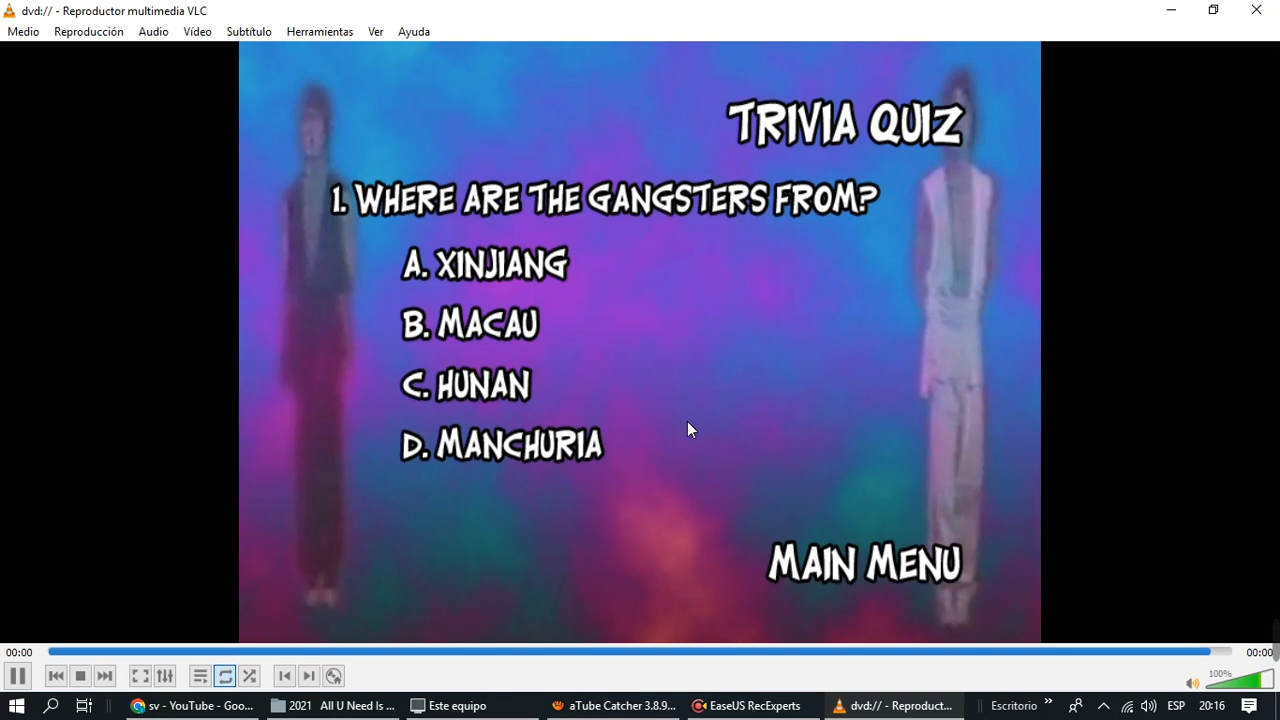 dvd:// - Reproductor multimedia VLC
Medio Reproducción Audio Vídeo Subtítulo Herramientas Ver Ayuda
TRIVIA QUIZ
1. WHERE ARE THE GANGSTERS FROM?
A. XINJIANG
B. MACAU
C. HUNAN
D. MANCHURIA
MAIN MENU
00:00 00:00
100%
sv - YouTube - Goo... 2021 All U Need Is ... Este equipo aTube Catcher 3.8.9... EaseUS RecExperts dvd:// - Reproduct... Escritorio » ESP 20:16